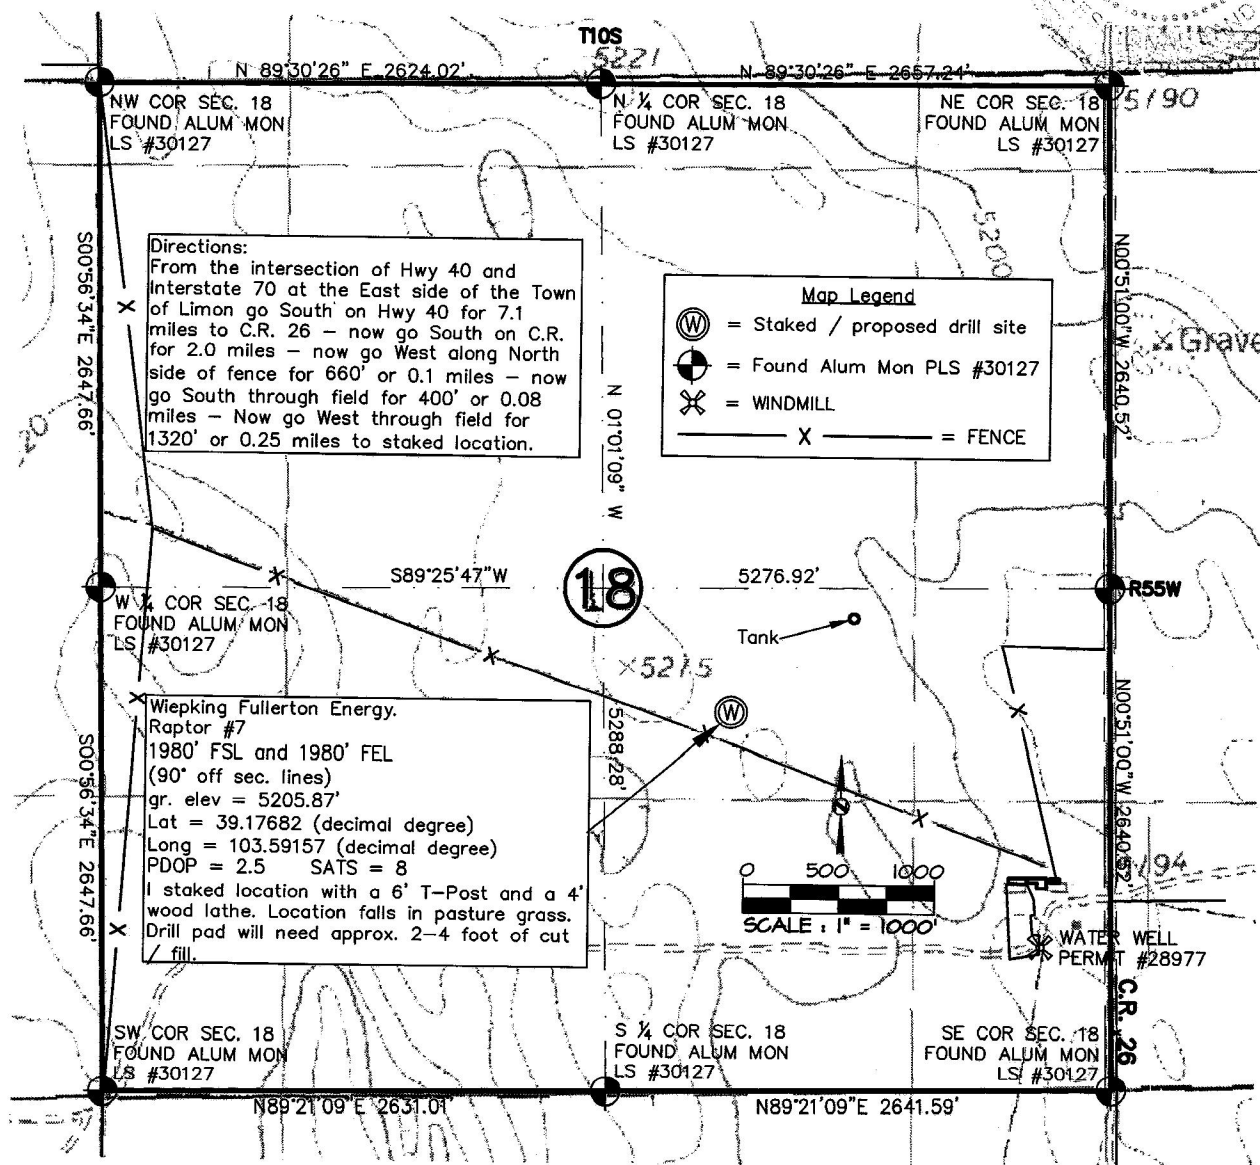 T10S
5221
N 89°30'26" E 2624.02'
N 89°30'26" E 2657.24'
NW COR SEC. 18
FOUND ALUM MON
LS #30127
N ¼ COR SEC. 18
FOUND ALUM MON
LS #30127
NE COR SEC. 18
FOUND ALUM MON
LS #30127
5190
5200
S00°56'34"E 2647.66'
Directions:
From the intersection of Hwy 40 and
Interstate 70 at the East side of the Town
of Limon go South on Hwy 40 for 7.1
miles to C.R. 26 – now go South on C.R.
for 2.0 miles – now go West along North
side of fence for 660' or 0.1 miles – now
go South through field for 400' or 0.08
miles – Now go West through field for
1320' or 0.25 miles to staked location.
N 01°01'09" W
Map Legend
W = Staked / proposed drill site
= Found Alum Mon PLS #30127
= WINDMILL
X = FENCE
N00°51'00"W 2640.52'
Grave
20
X
S89°25'47"W
18
5276.92'
R55W
W ¼ COR SEC. 18
FOUND ALUM MON
LS #30127
Tank
5215
W
5288.28'
Wiepking Fullerton Energy.
Raptor #7
1980' FSL and 1980' FEL
(90° off sec. lines)
gr. elev = 5205.87'
Lat = 39.17682 (decimal degree)
Long = 103.59157 (decimal degree)
PDOP = 2.5 SATS = 8
I staked location with a 6' T–Post and a 4'
wood lathe. Location falls in pasture grass.
Drill pad will need approx. 2–4 foot of cut
/ fill.
S00°56'34"E 2647.66'
N00°51'00"W 2640.52'
Z
0 500 1000
SCALE : 1" = 1000'
5194
WATER WELL
PERMIT #28977
C.R. 26
SW COR SEC. 18
FOUND ALUM MON
LS #30127
S ¼ COR SEC. 18
FOUND ALUM MON
LS #30127
SE COR SEC. 18
FOUND ALUM MON
LS #30127
N89°21'09"E 2631.01'
N89°21'09"E 2641.59'